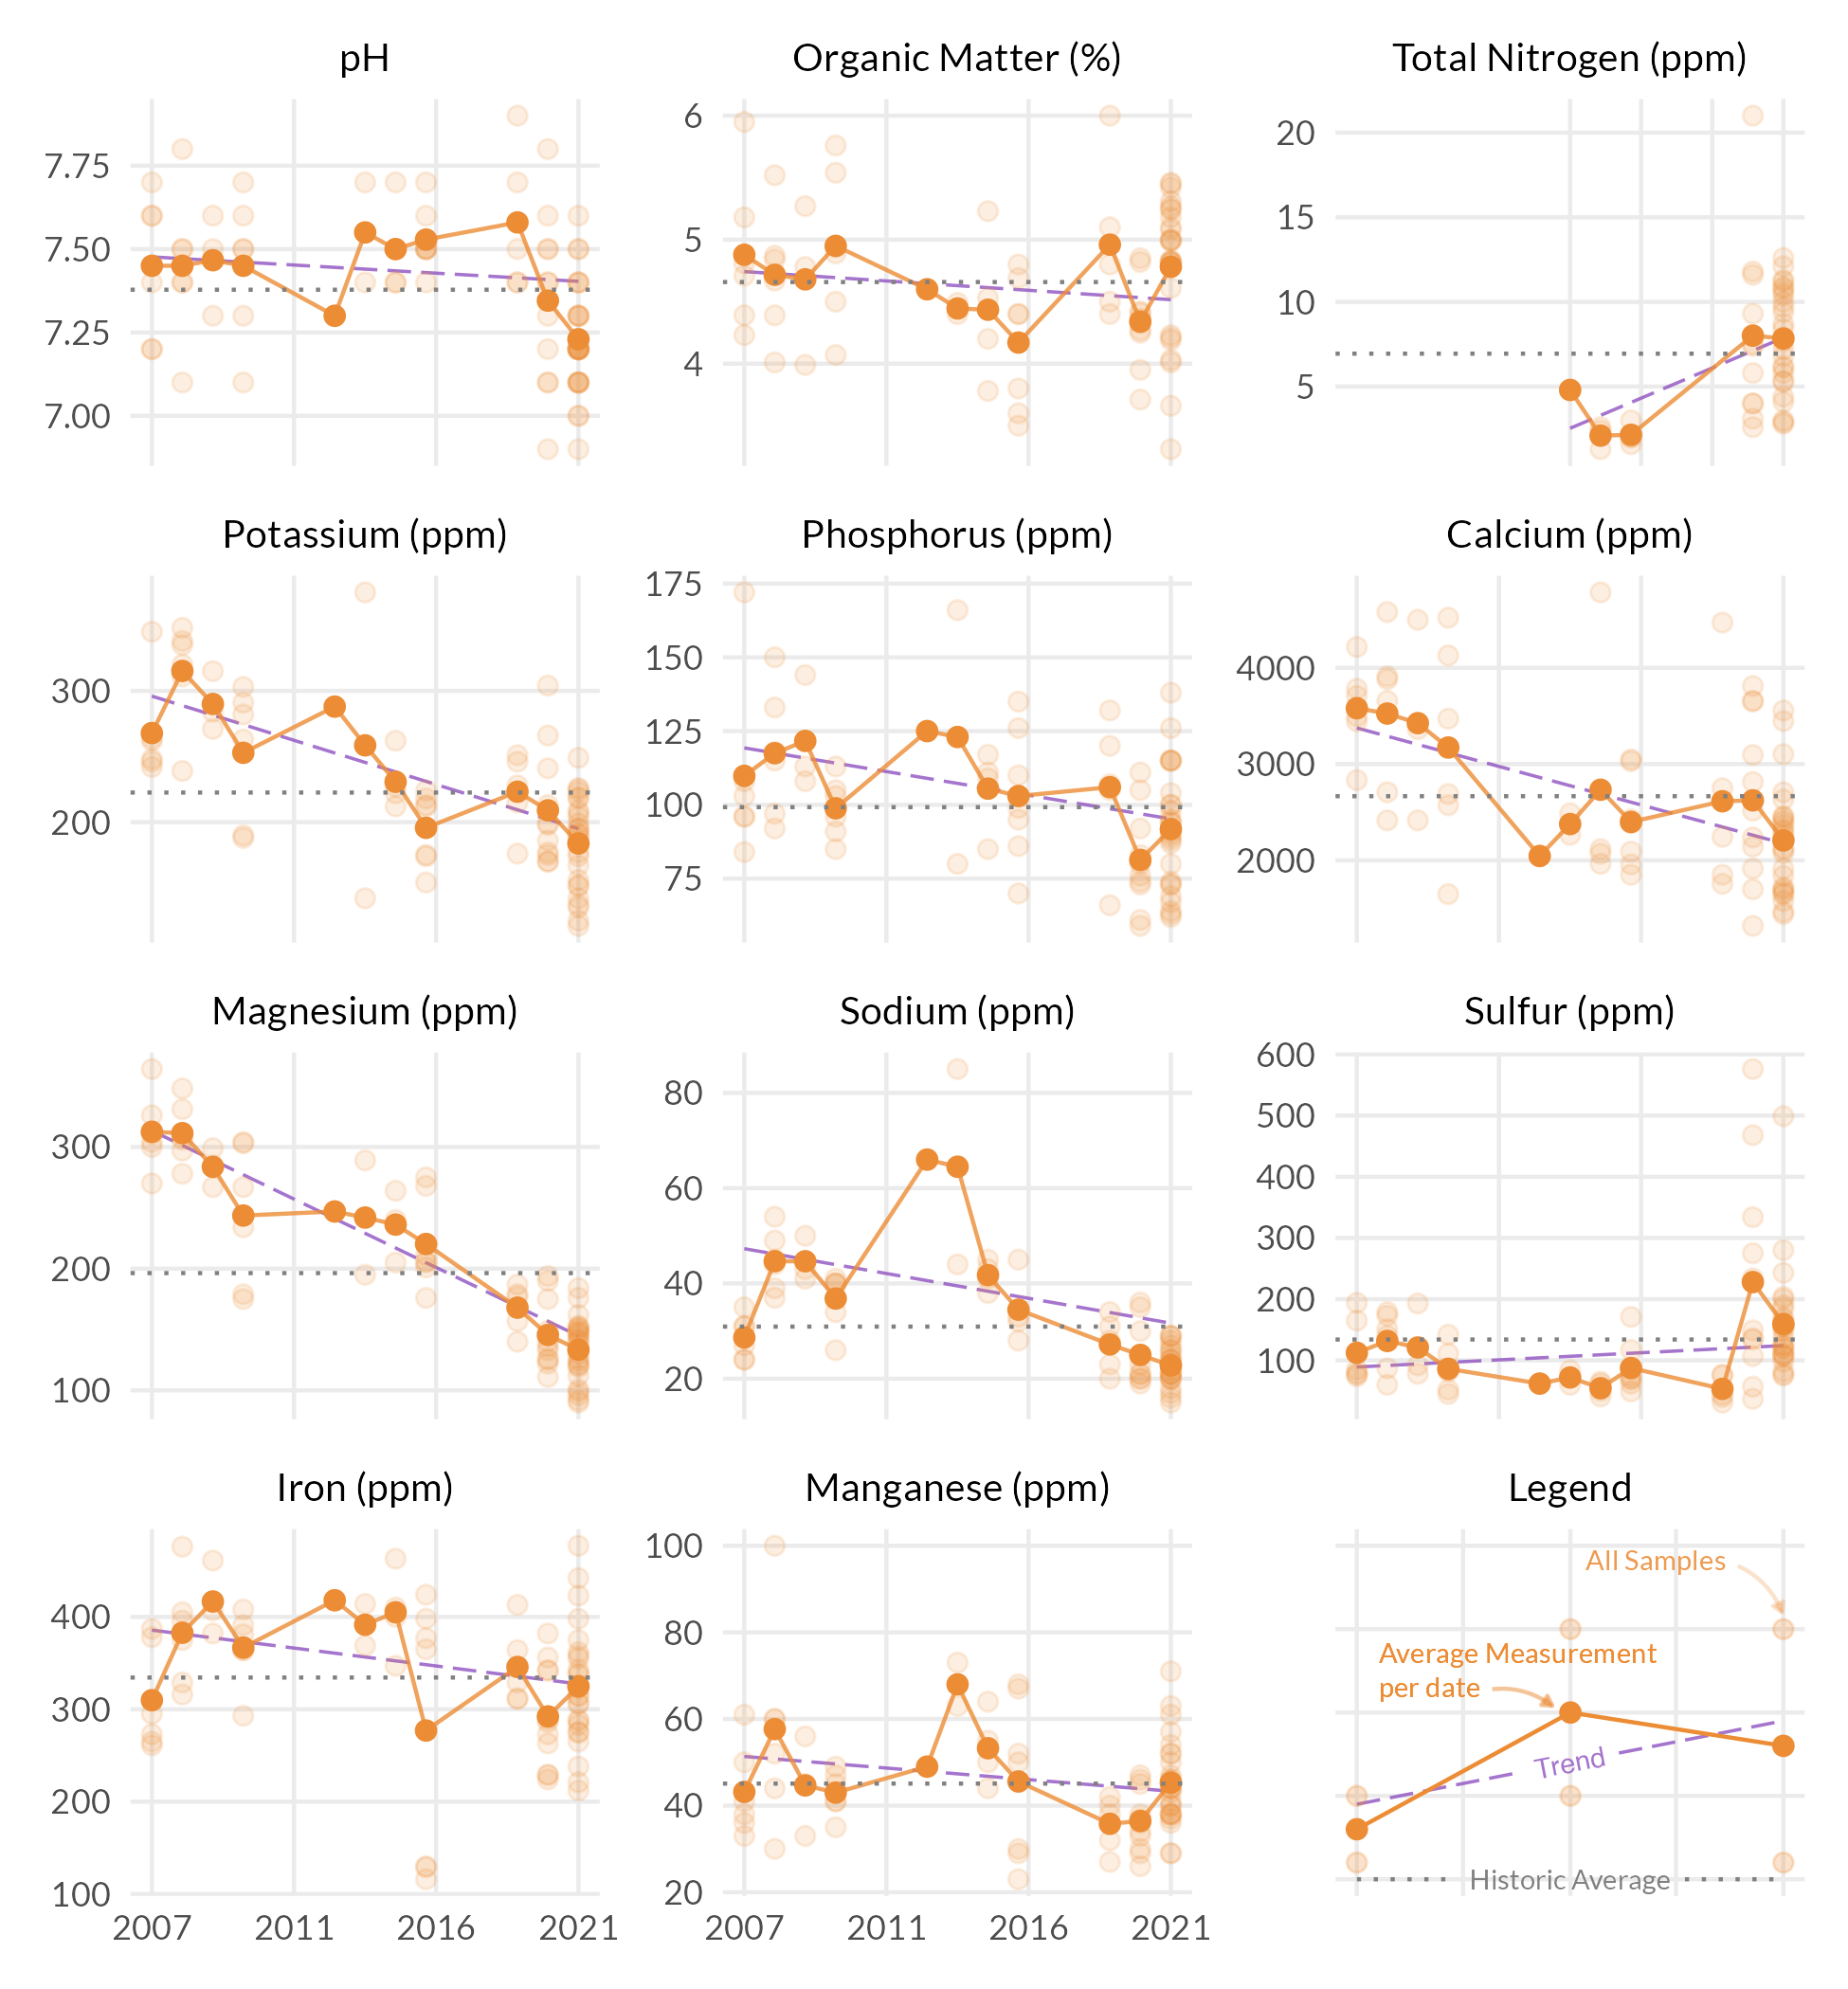 pH
Organic Matter (%)
Total Nitrogen (ppm)
7.75
7.50
7.25
7.00
6
5
4
20
15
10
5
Potassium (ppm)
Phosphorus (ppm)
Calcium (ppm)
300
200
175
150
125
100
75
4000
3000
2000
Magnesium (ppm)
Sodium (ppm)
Sulfur (ppm)
300
200
100
80
60
40
20
600
500
400
300
200
100
Iron (ppm)
Manganese (ppm)
Legend
400
300
200
100
2007 2011 2016 2021
100
80
60
40
20
2007 2011 2016 2021
All Samples
Average Measurement
per date
Trend
Historic Average